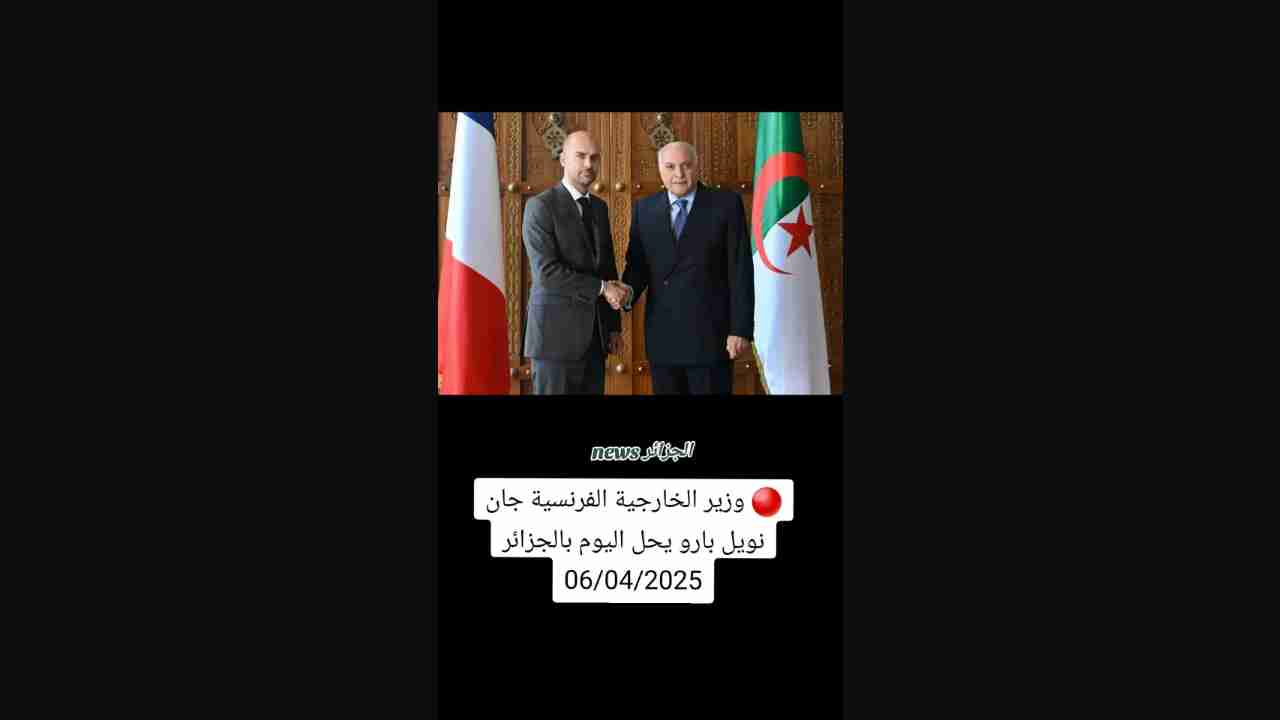 الجزائر news
🔴 وزير الخارجية الفرنسية جان
نويل بارو يحل اليوم بالجزائر
06/04/2025